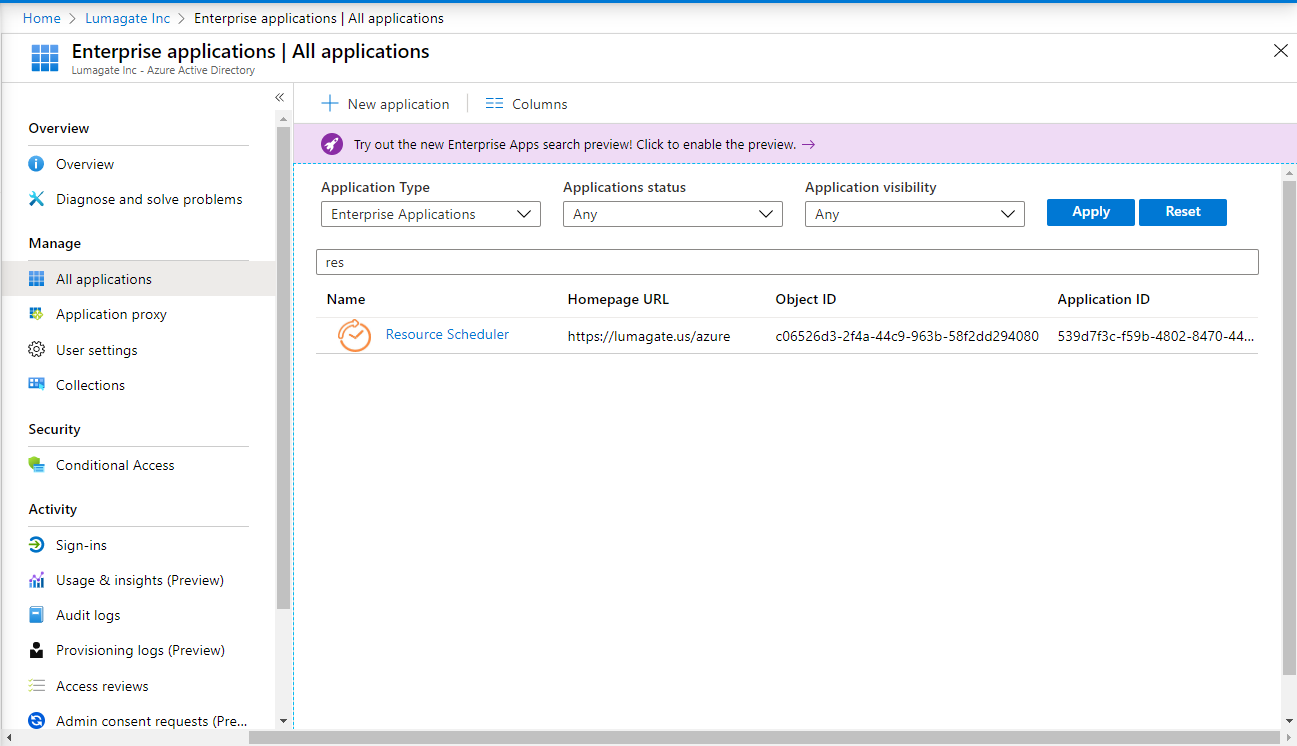 Home > Lumagate Inc > Enterprise applications | All applications
Enterprise applications | All applications
Lumagate Inc - Azure Active Directory
Overview
Overview
Diagnose and solve problems
Manage
All applications
Application proxy
User settings
Collections
Security
Conditional Access
Activity
Sign-ins
Usage & insights (Preview)
Audit logs
Provisioning logs (Preview)
Access reviews
Admin consent requests (Pre...
New application
Columns
Try out the new Enterprise Apps search preview! Click to enable the preview. →
Application Type
Applications status
Application visibility
Enterprise Applications
Any
Any
Apply
Reset
res
Name Homepage URL Object ID Application ID
Resource Scheduler https://lumagate.us/azure c06526d3-2f4a-44c9-963b-58f2dd294080 539d7f3c-f59b-4802-8470-44...